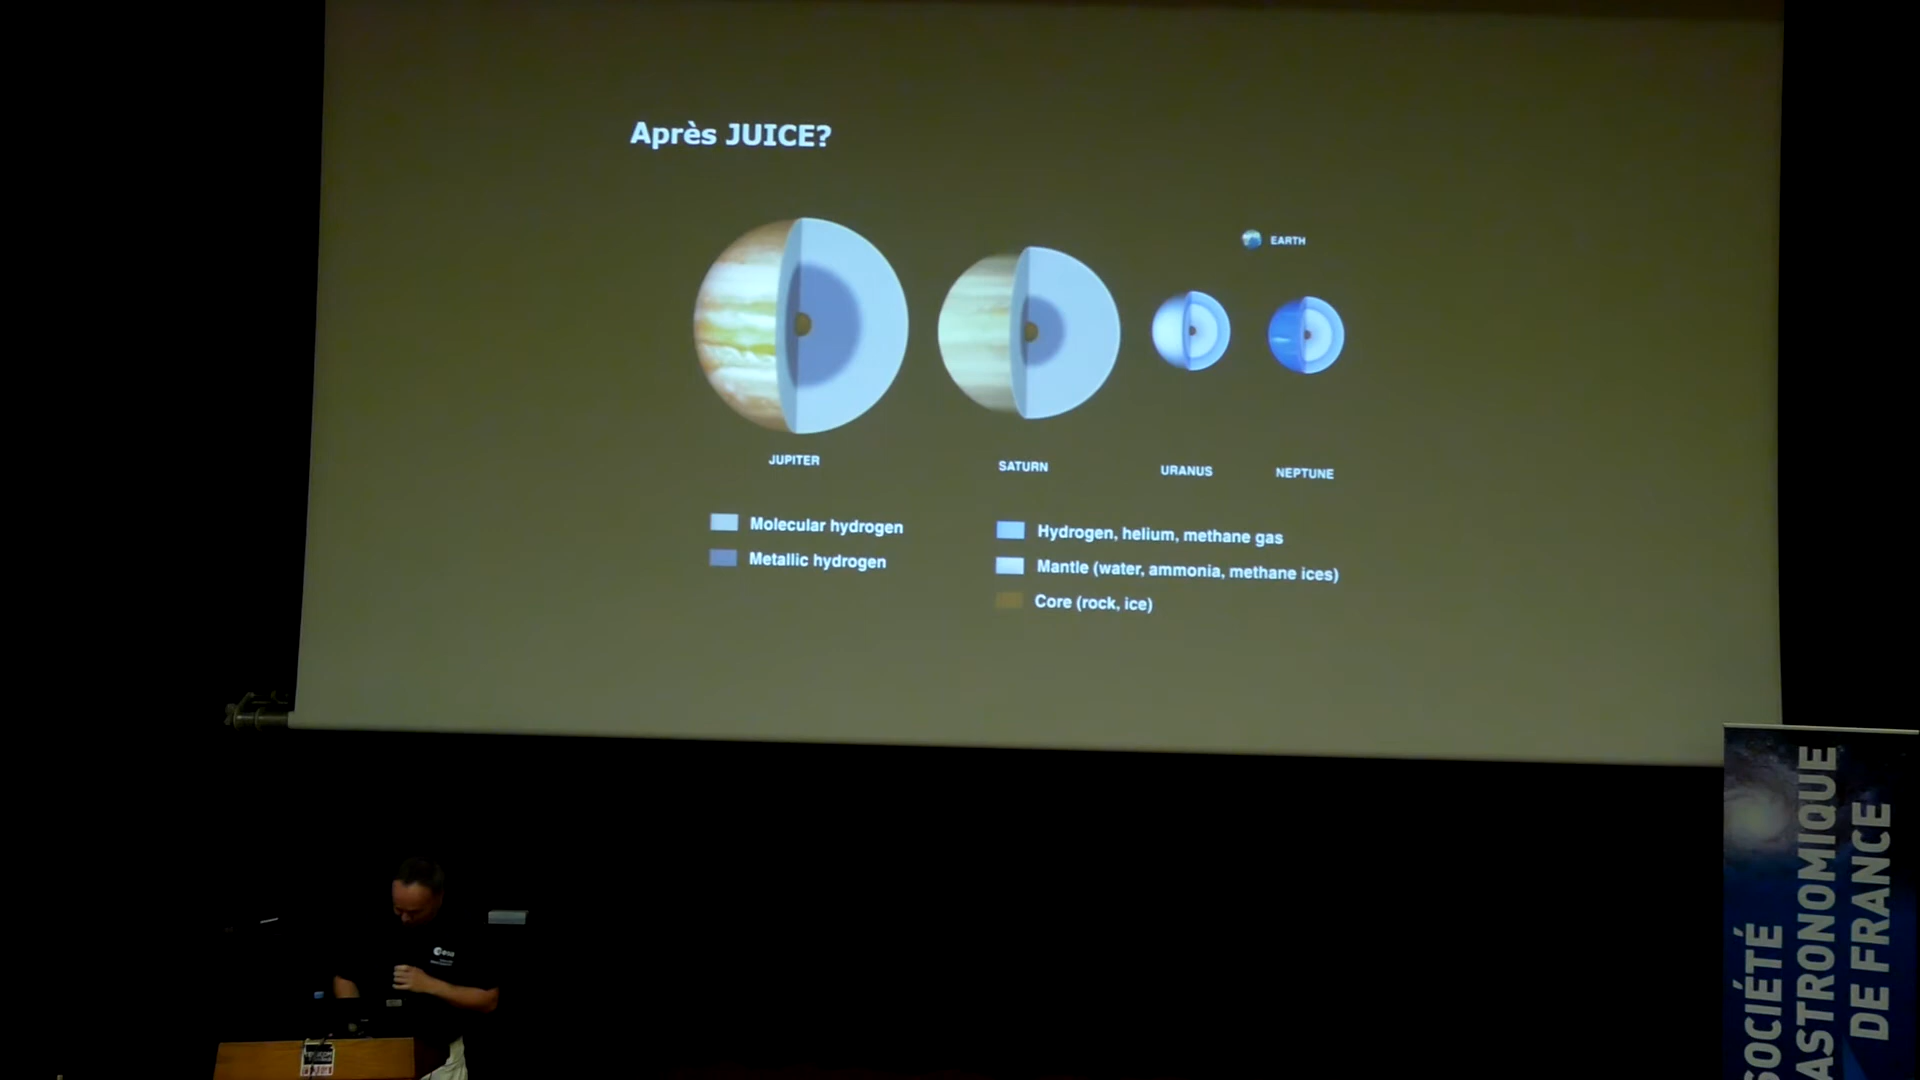 Après JUICE?
EARTH
JUPITER
SATURN
URANUS
NEPTUNE
Molecular hydrogen
Metallic hydrogen
Hydrogen, helium, methane gas
Mantle (water, ammonia, methane ices)
Core (rock, ice)
esa
SOCIÉTÉ
ASTRONOMIQUE
DE FRANCE